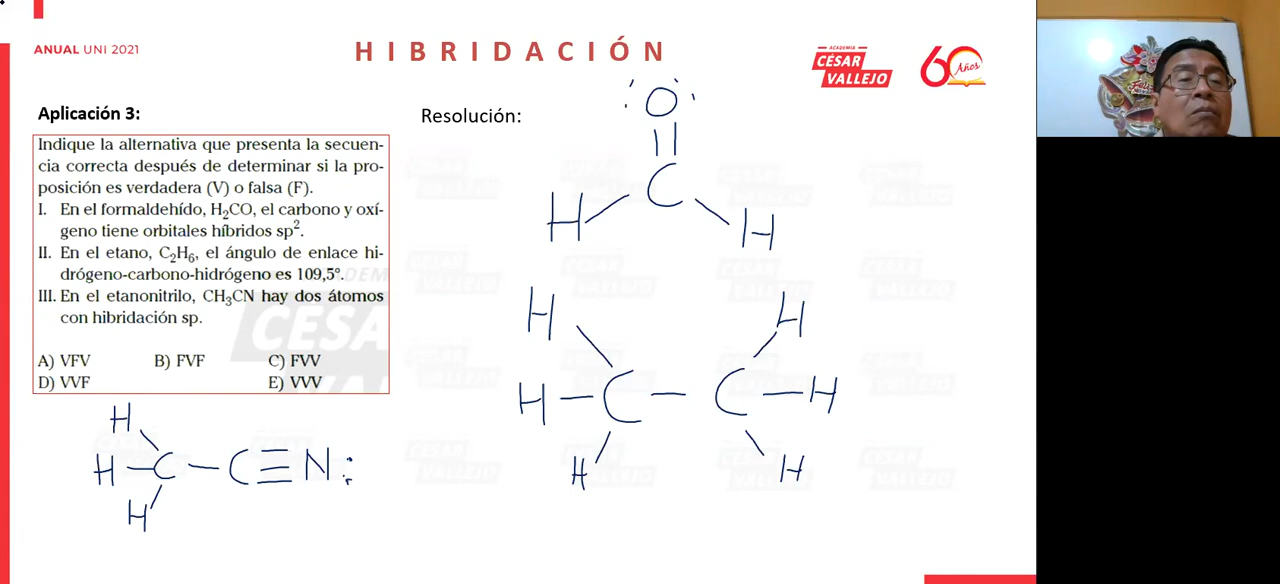 ANUAL UNI 2021
HIBRIDACIÓN
ACADEMIA
CÉSAR
VALLEJO
60
Años
Aplicación 3:
Indique la alternativa que presenta la secuen-
cia correcta después de determinar si la pro-
posición es verdadera (V) o falsa (F).
I. En el formaldehído, H₂CO, el carbono y oxí-
geno tiene orbitales híbridos sp².
II. En el etano, C₂H₆, el ángulo de enlace hi-
drógeno-carbono-hidrógeno es 109,5°.
III. En el etanonitrilo, CH₃CN hay dos átomos
con hibridación sp.
A) VFV B) FVF C) FVV
D) VVF E) VVV
Resolución:
:O:
||
C
H H
H H
H — C — C — H
H H
H
H — C — C ≡ N:
H